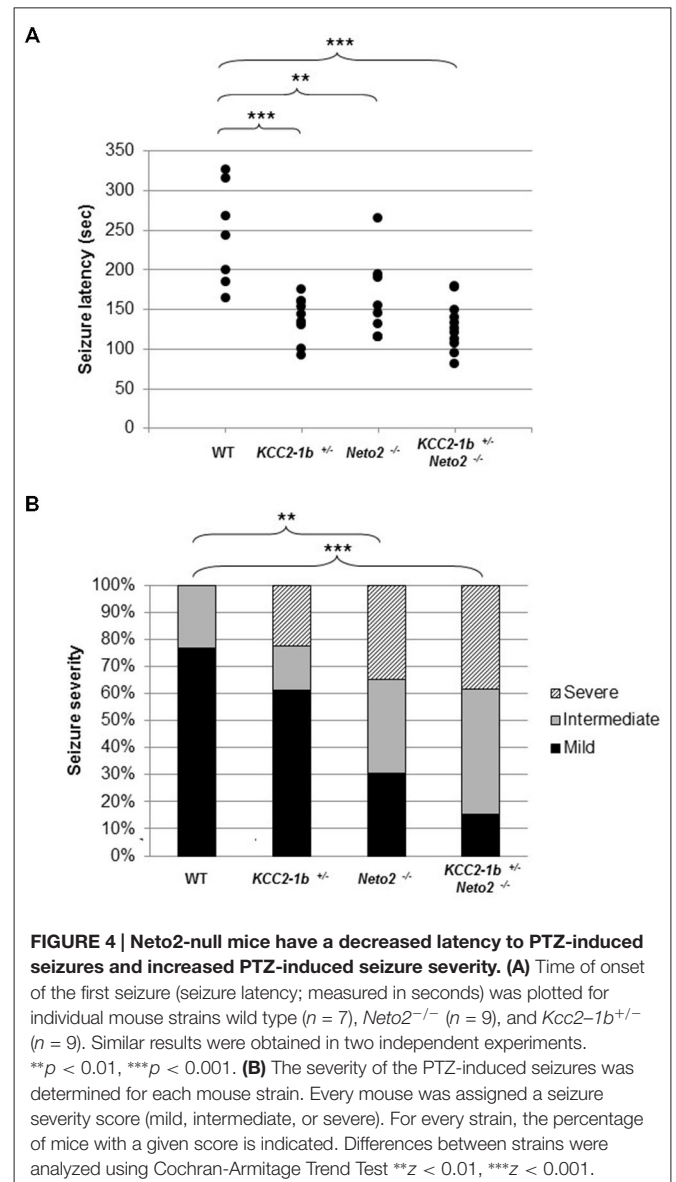 A
***
**
***
350
300
250
200
150
100
50
0
Seizure latency (sec)
WT
KCC2-1b +/-
Neto2 -/-
KCC2-1b +/-
Neto2 -/-
B
**
***
100%
90%
80%
70%
60%
50%
40%
30%
20%
10%
0%
Seizure severity
Severe
Intermediate
Mild
WT
KCC2-1b +/-
Neto2 -/-
KCC2-1b +/-
Neto2 -/-
FIGURE 4 | Neto2-null mice have a decreased latency to PTZ-induced
seizures and increased PTZ-induced seizure severity. (A) Time of onset
of the first seizure (seizure latency; measured in seconds) was plotted for
individual mouse strains wild type (n = 7), Neto2−/− (n = 9), and Kcc2–1b+/−
(n = 9). Similar results were obtained in two independent experiments.
**p < 0.01, ***p < 0.001. (B) The severity of the PTZ-induced seizures was
determined for each mouse strain. Every mouse was assigned a seizure
severity score (mild, intermediate, or severe). For every strain, the percentage
of mice with a given score is indicated. Differences between strains were
analyzed using Cochran-Armitage Trend Test **z < 0.01, ***z < 0.001.